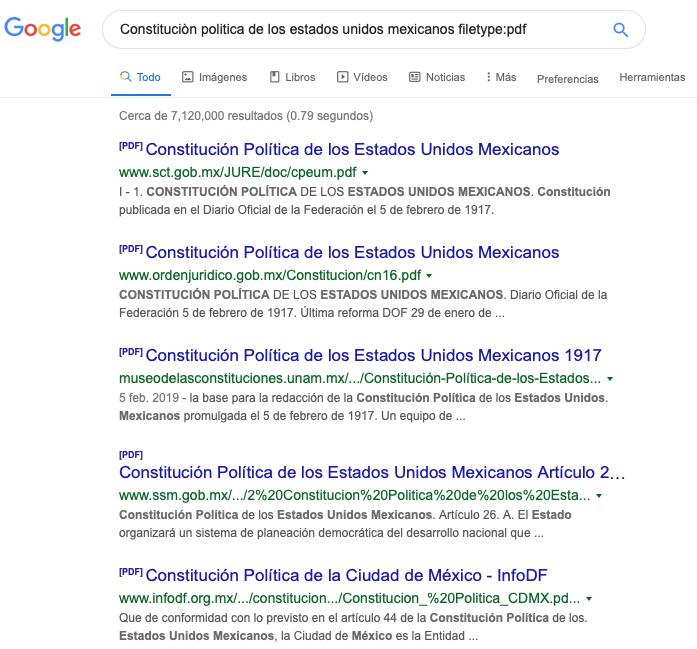 Google
Constituciòn politica de los estados unidos mexicanos filetype:pdf
Todo Imágenes Libros Vídeos Noticias Más Preferencias Herramientas
Cerca de 7,120,000 resultados (0.79 segundos)
[PDF] Constitución Política de los Estados Unidos Mexicanos
www.sct.gob.mx/JURE/doc/cpeum.pdf
I - 1. CONSTITUCIÓN POLÍTICA DE LOS ESTADOS UNIDOS MEXICANOS. Constitución
publicada en el Diario Oficial de la Federación el 5 de febrero de 1917.
[PDF] Constitución Política de los Estados Unidos Mexicanos
www.ordenjuridico.gob.mx/Constitucion/cn16.pdf
CONSTITUCIÓN POLÍTICA DE LOS ESTADOS UNIDOS MEXICANOS. Diario Oficial de la
Federación 5 de febrero de 1917. Última reforma DOF 29 de enero de ...
[PDF] Constitución Política de los Estados Unidos Mexicanos 1917
museodelasconstituciones.unam.mx/.../Constitución-Política-de-los-Estados...
5 feb. 2019 - la base para la redacción de la Constitución Política de los Estados Unidos.
Mexicanos promulgada el 5 de febrero de 1917. Un equipo de ...
[PDF]
Constitución Política de los Estados Unidos Mexicanos Artículo 2…
www.ssm.gob.mx/.../2%20Constitucion%20Politica%20de%20los%20Esta...
Constitución Política de los Estados Unidos Mexicanos. Artículo 26. A. El Estado
organizará un sistema de planeación democrática del desarrollo nacional que ...
[PDF] Constitución Política de la Ciudad de México - InfoDF
www.infodf.org.mx/.../constitucion.../Constitucion_%20Politica_CDMX.pd...
Que de conformidad con lo previsto en el artículo 44 de la Constitución Política de los.
Estados Unidos Mexicanos, la Ciudad de México es la Entidad ...